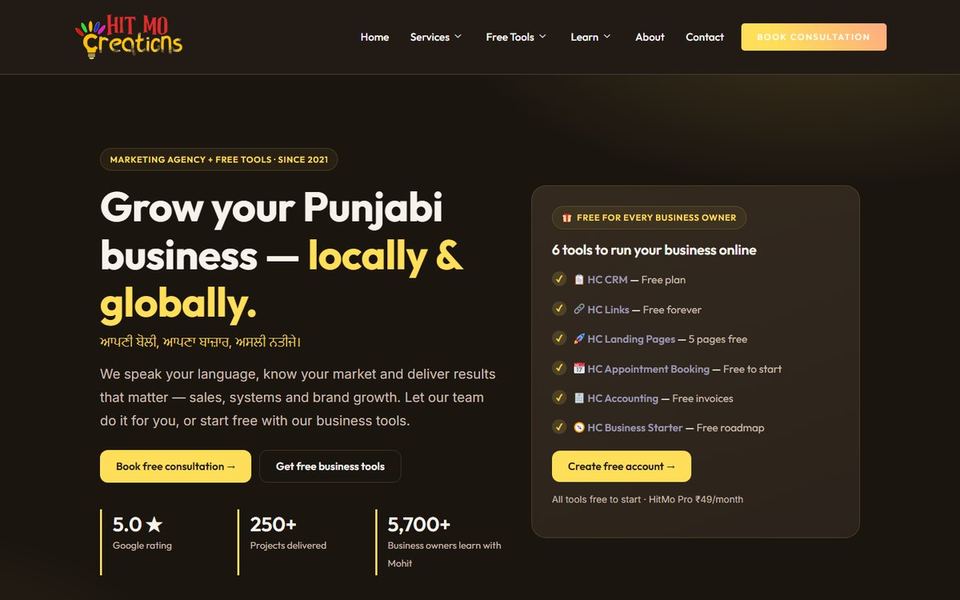 HIT MO
Creations
Home
Services
Free Tools
Learn
About
Contact
BOOK CONSULTATION
MARKETING AGENCY + FREE TOOLS · SINCE 2021
Grow your Punjabi
business — locally &
globally.
ਆਪਣੀ ਬੋਲੀ, ਆਪਣਾ ਬਾਜ਼ਾਰ, ਅਸਲੀ ਨਤੀਜੇ।
We speak your language, know your market and deliver results
that matter — sales, systems and brand growth. Let our team
do it for you, or start free with our business tools.
Book free consultation →
Get free business tools
5.0 ★
Google rating
250+
Projects delivered
5,700+
Business owners learn with
Mohit
FREE FOR EVERY BUSINESS OWNER
6 tools to run your business online
HC CRM — Free plan
HC Links — Free forever
HC Landing Pages — 5 pages free
HC Appointment Booking — Free to start
HC Accounting — Free invoices
HC Business Starter — Free roadmap
Create free account →
All tools free to start · HitMo Pro ₹49/month